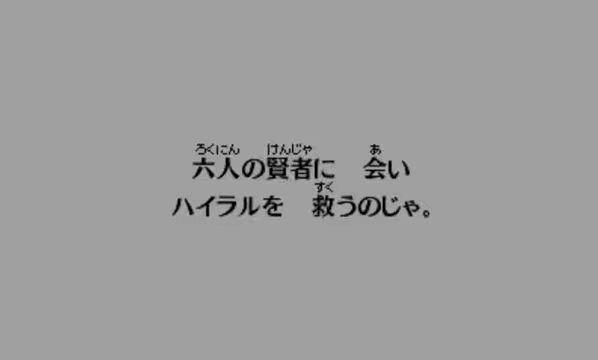 六人の賢者に　会い
ハイラルを　救うのじゃ。